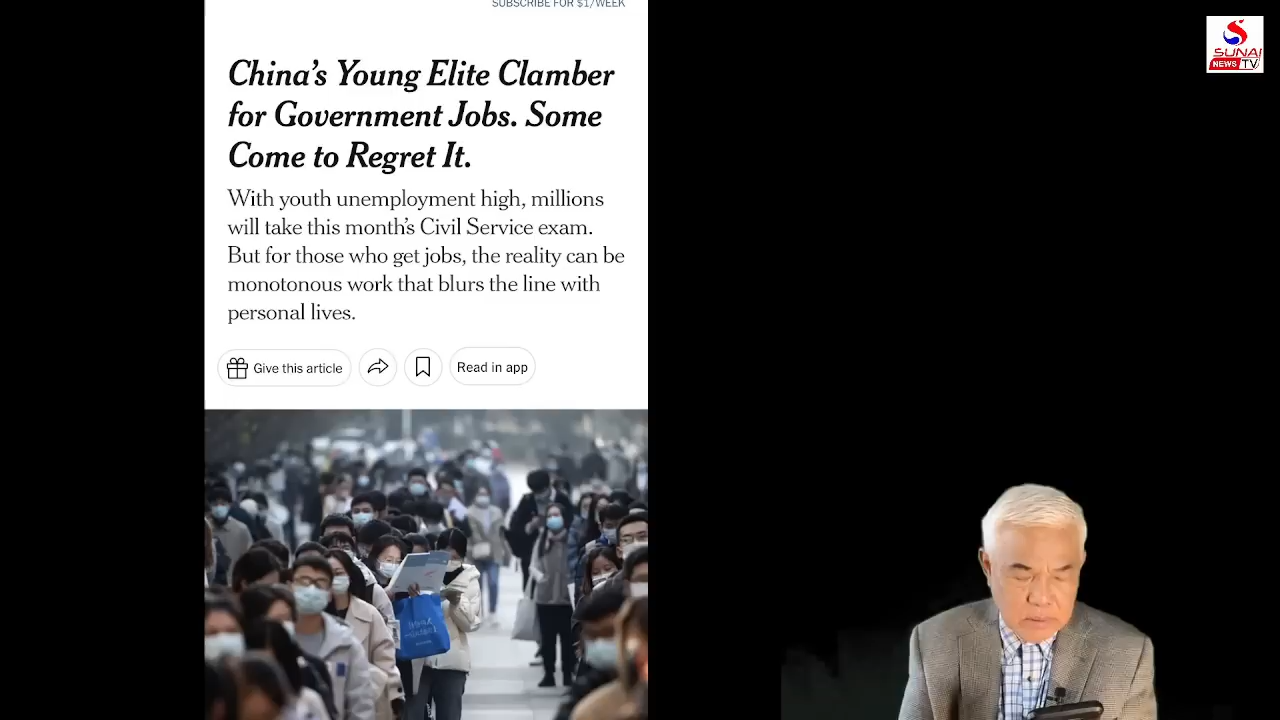 SUBSCRIBE FOR $1/WEEK
China's Young Elite Clamber
for Government Jobs. Some
Come to Regret It.
With youth unemployment high, millions
will take this month's Civil Service exam.
But for those who get jobs, the reality can be
monotonous work that blurs the line with
personal lives.
Give this article
Read in app
SUNAI
NEWS TV